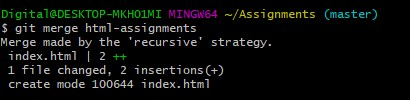 Digital@DESKTOP-MKH01MI MINGW64 ~/Assignments (master)
$ git merge html-assignments
Merge made by the 'recursive' strategy.
 index.html | 2 ++
 1 file changed, 2 insertions(+)
 create mode 100644 index.html